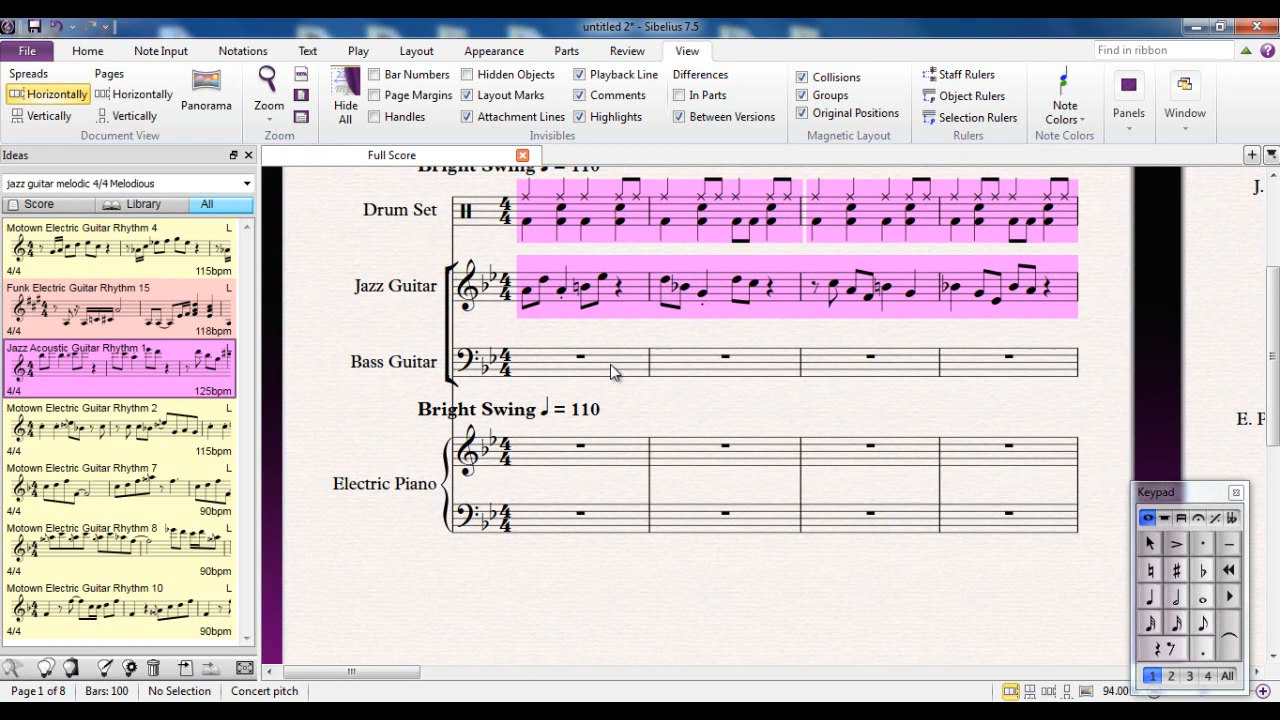 untitled 2* - Sibelius 7.5
File Home Note Input Notations Text Play Layout Appearance Parts Review View Find in ribbon
Spreads Pages
Horizontally Horizontally
Vertically Vertically
Panorama
Document View
Zoom
100%
Zoom
Hide All
Bar Numbers Hidden Objects Playback Line
Page Margins Layout Marks Comments
Handles Attachment Lines Highlights
Invisibles
Differences
In Parts
Between Versions
Collisions
Groups
Original Positions
Magnetic Layout
Staff Rulers
Object Rulers
Selection Rulers
Rulers
Note Colors
Note Colors
Panels
Window
Ideas
Full Score
jazz guitar melodic 4/4 Melodious
Score Library All
Motown Electric Guitar Rhythm 4 L
4/4 115bpm
Funk Electric Guitar Rhythm 15 L
4/4 118bpm
Jazz Acoustic Guitar Rhythm 1 L
4/4 125bpm
Motown Electric Guitar Rhythm 2 L
4/4 115bpm
Motown Electric Guitar Rhythm 7 L
4/4 90bpm
Motown Electric Guitar Rhythm 8 L
4/4 90bpm
Motown Electric Guitar Rhythm 10 L
4/4 90bpm
Bright Swing = 110
Drum Set
Jazz Guitar
Bass Guitar
Bright Swing = 110
Electric Piano
J.
E. P
Keypad
1 2 3 4 All
Page 1 of 8 Bars: 100 No Selection Concert pitch 94.00